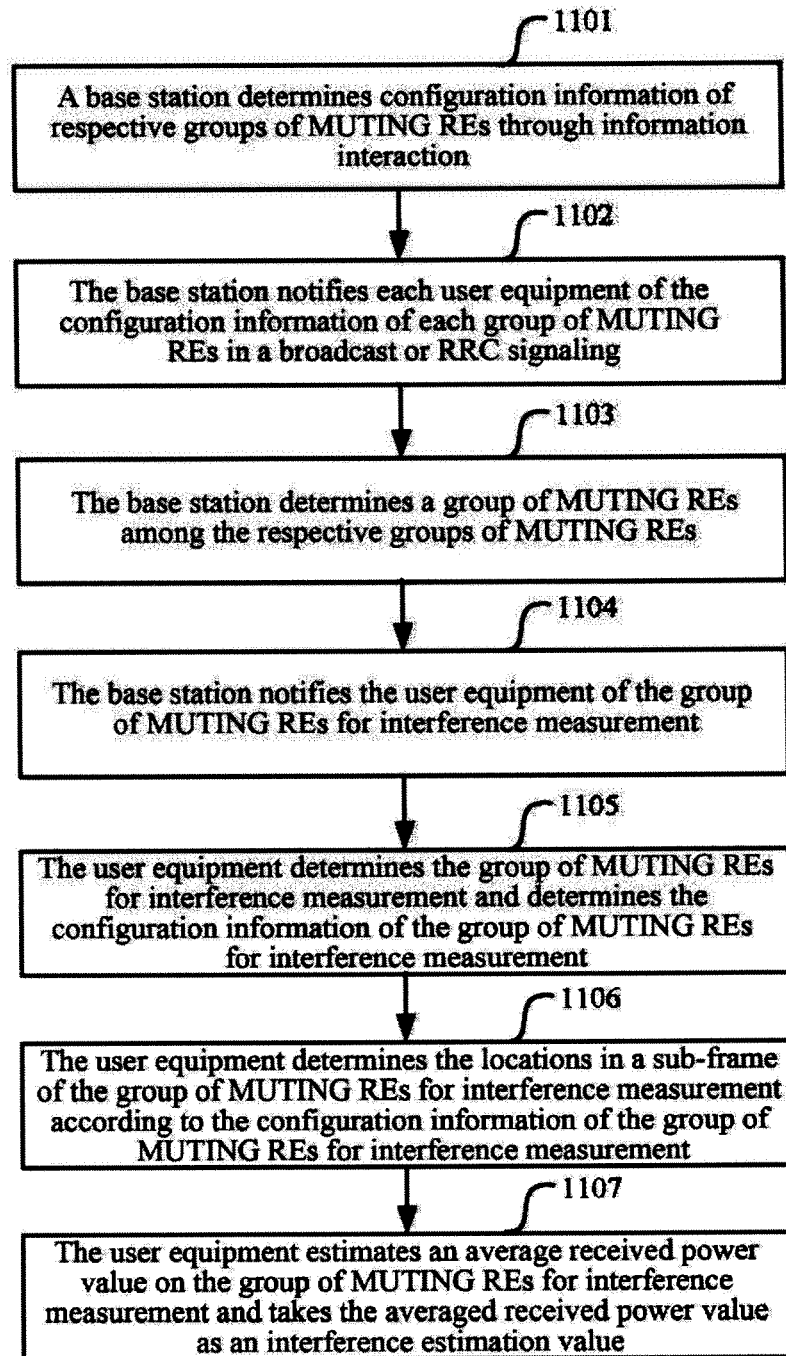 1101
A base station determines configuration information of
respective groups of MUTING REs through information
interaction
1102
The base station notifies each user equipment of the
configuration information of each group of MUTING
REs in a broadcast or RRC signaling
1103
The base station determines a group of MUTING REs
among the respective groups of MUTING REs
1104
The base station notifies the user equipment of the group
of MUTING REs for interference measurement
1105
The user equipment determines the group of MUTING REs
for interference measurement and determines the
configuration information of the group of MUTING REs
for interference measurement
1106
The user equipment determines the locations in a sub-frame
of the group of MUTING REs for interference measurement
according to the configuration information of the group of
MUTING REs for interference measurement
1107
The user equipment estimates an average received power
value on the group of MUTING REs for interference
measurement and takes the averaged received power value
as an interference estimation value